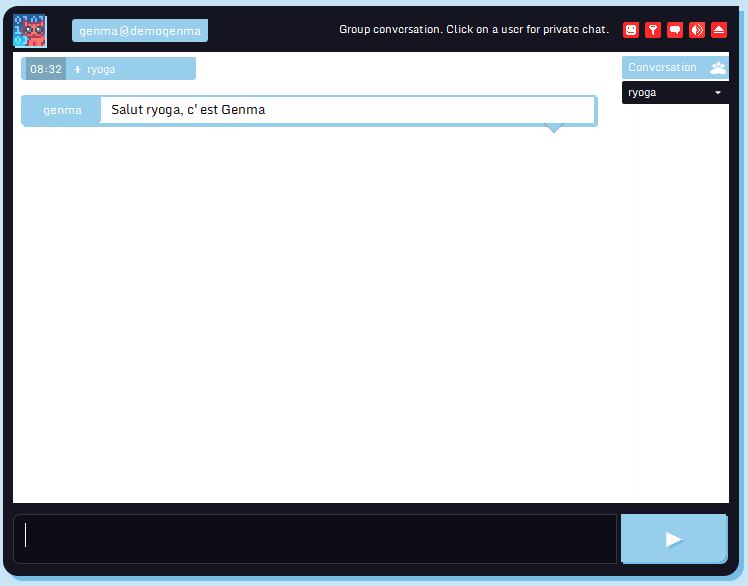 genma@demogenma
Group conversation. Click on a user for private chat.
08:32 + ryoga
Conversation
ryoga
genma Salut ryoga, c' est Genma